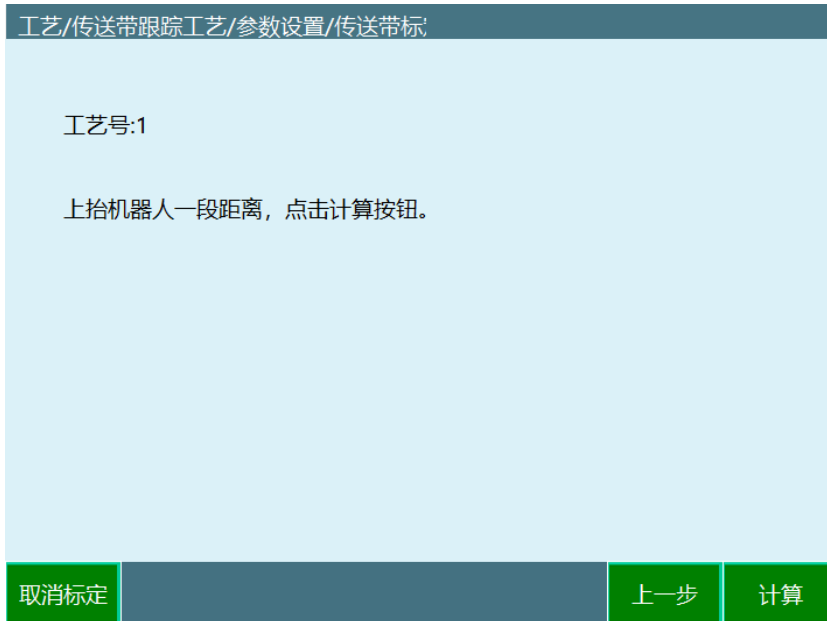 工艺/传送带跟踪工艺/参数设置/传送带标
工艺号:1
上抬机器人一段距离，点击计算按钮。
取消标定
上一步
计算